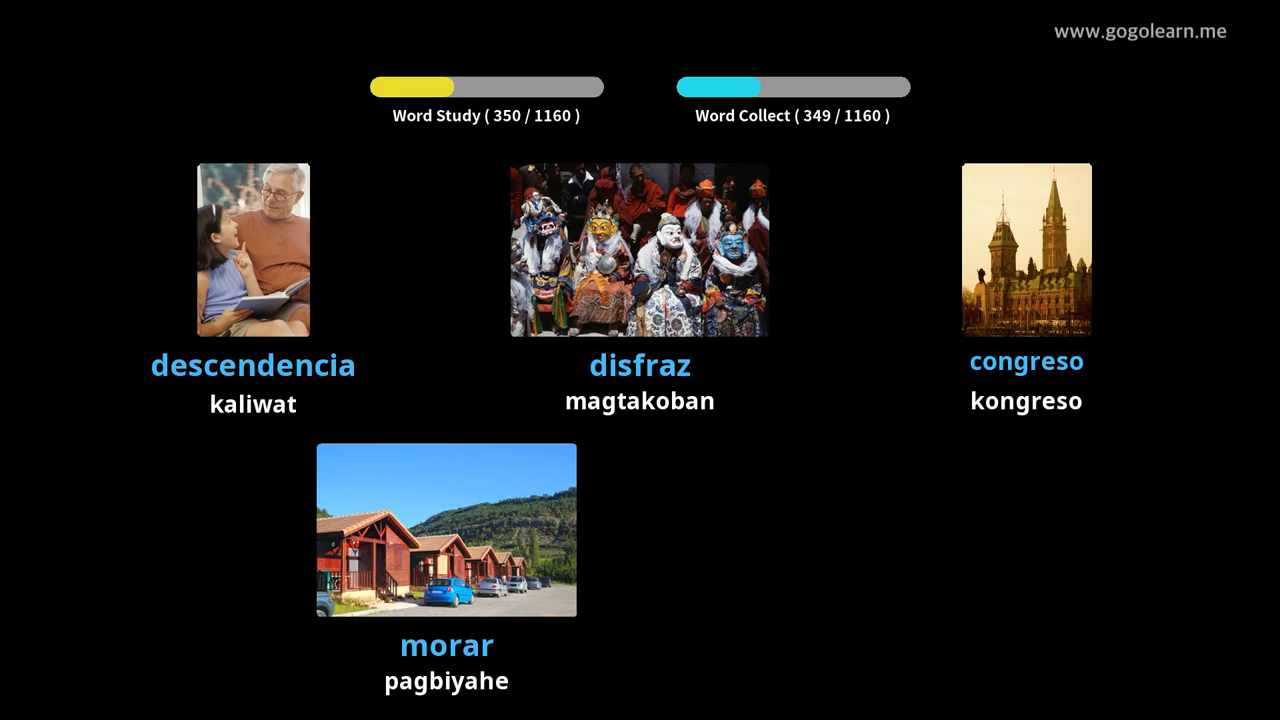 www.gogolearn.me
Word Study ( 350 / 1160 )
Word Collect ( 349 / 1160 )
descendencia
kaliwat
disfraz
magtakoban
congreso
kongreso
morar
pagbiyahe